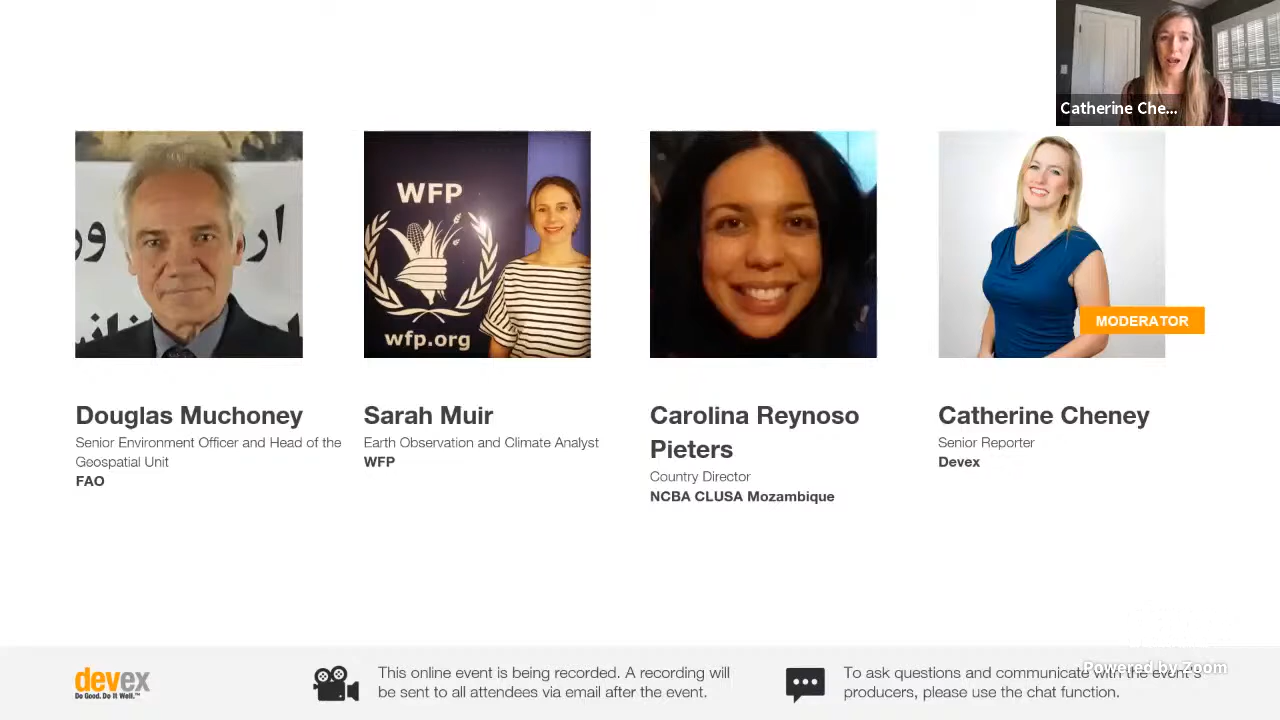 Catherine Che...
WFP
wfp.org
MODERATOR
Douglas Muchoney
Senior Environment Officer and Head of the
Geospatial Unit
FAO
Sarah Muir
Earth Observation and Climate Analyst
WFP
Carolina Reynoso
Pieters
Country Director
NCBA CLUSA Mozambique
Catherine Cheney
Senior Reporter
Devex
devex
Do Good. Do It Well.™
This online event is being recorded. A recording will
be sent to all attendees via email after the event.
To ask questions and communicate with the event's
producers, please use the chat function.
Powered by Zoom